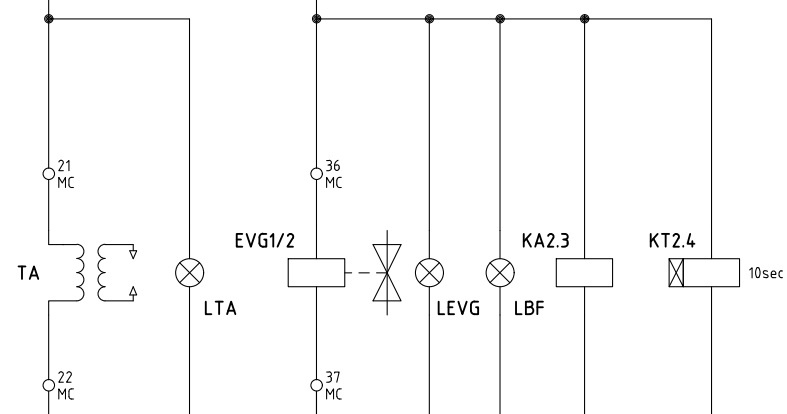 21
MC
36
MC
EVG1/2
KA2.3
KT2.4
TA
10sec
LTA
LEVG
LBF
22
MC
37
MC